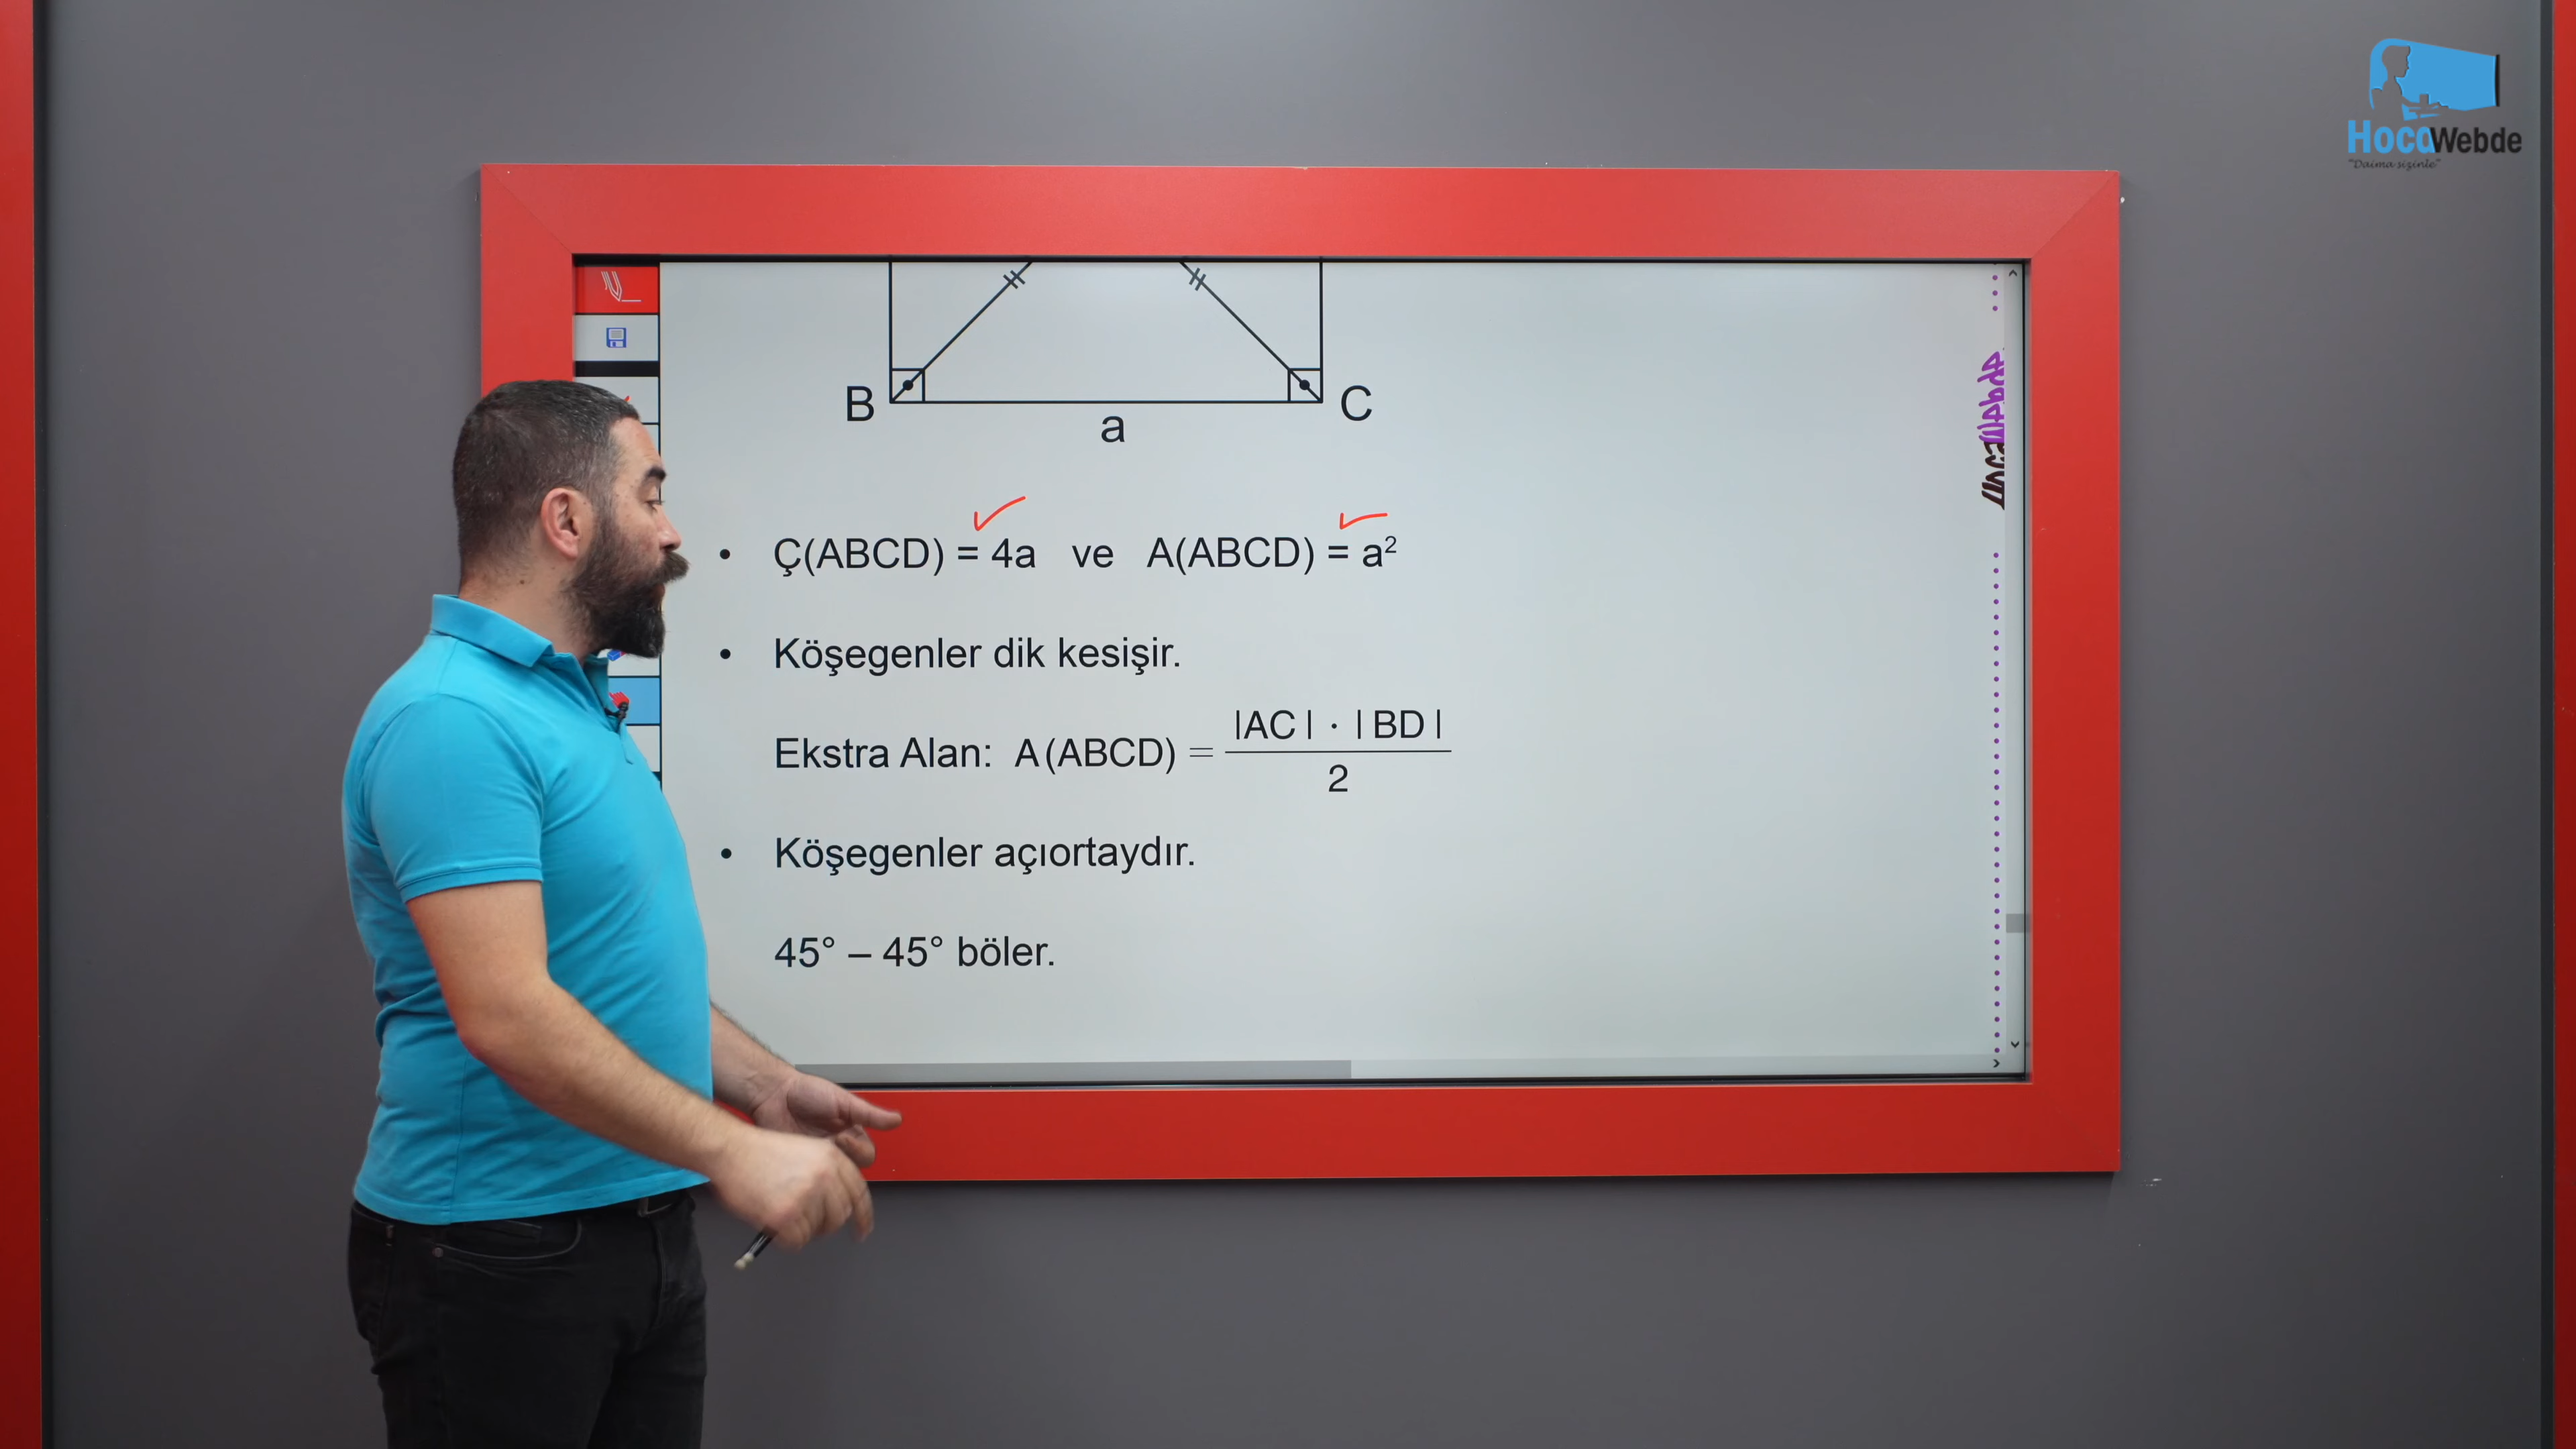 HocaWebde
"Daima sizinle"
B
C
a
• Ç(ABCD) = 4a ve A(ABCD) = a²
• Köşegenler dik kesişir.
Ekstra Alan: A(ABCD) = |AC| · |BD| / 2
• Köşegenler açıortaydır.
45° – 45° böler.